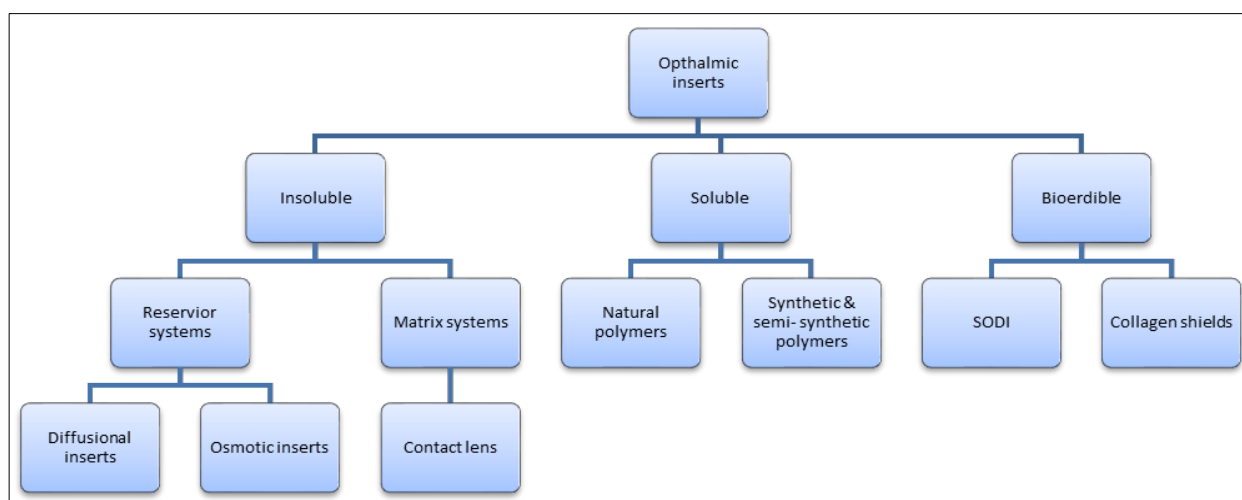 Opthalmic
inserts
Insoluble
Soluble
Bioerdible
Reservior
systems
Matrix systems
Natural
polymers
Synthetic &
semi- synthetic
polymers
SODI
Collagen shields
Diffusional
inserts
Osmotic inserts
Contact lens